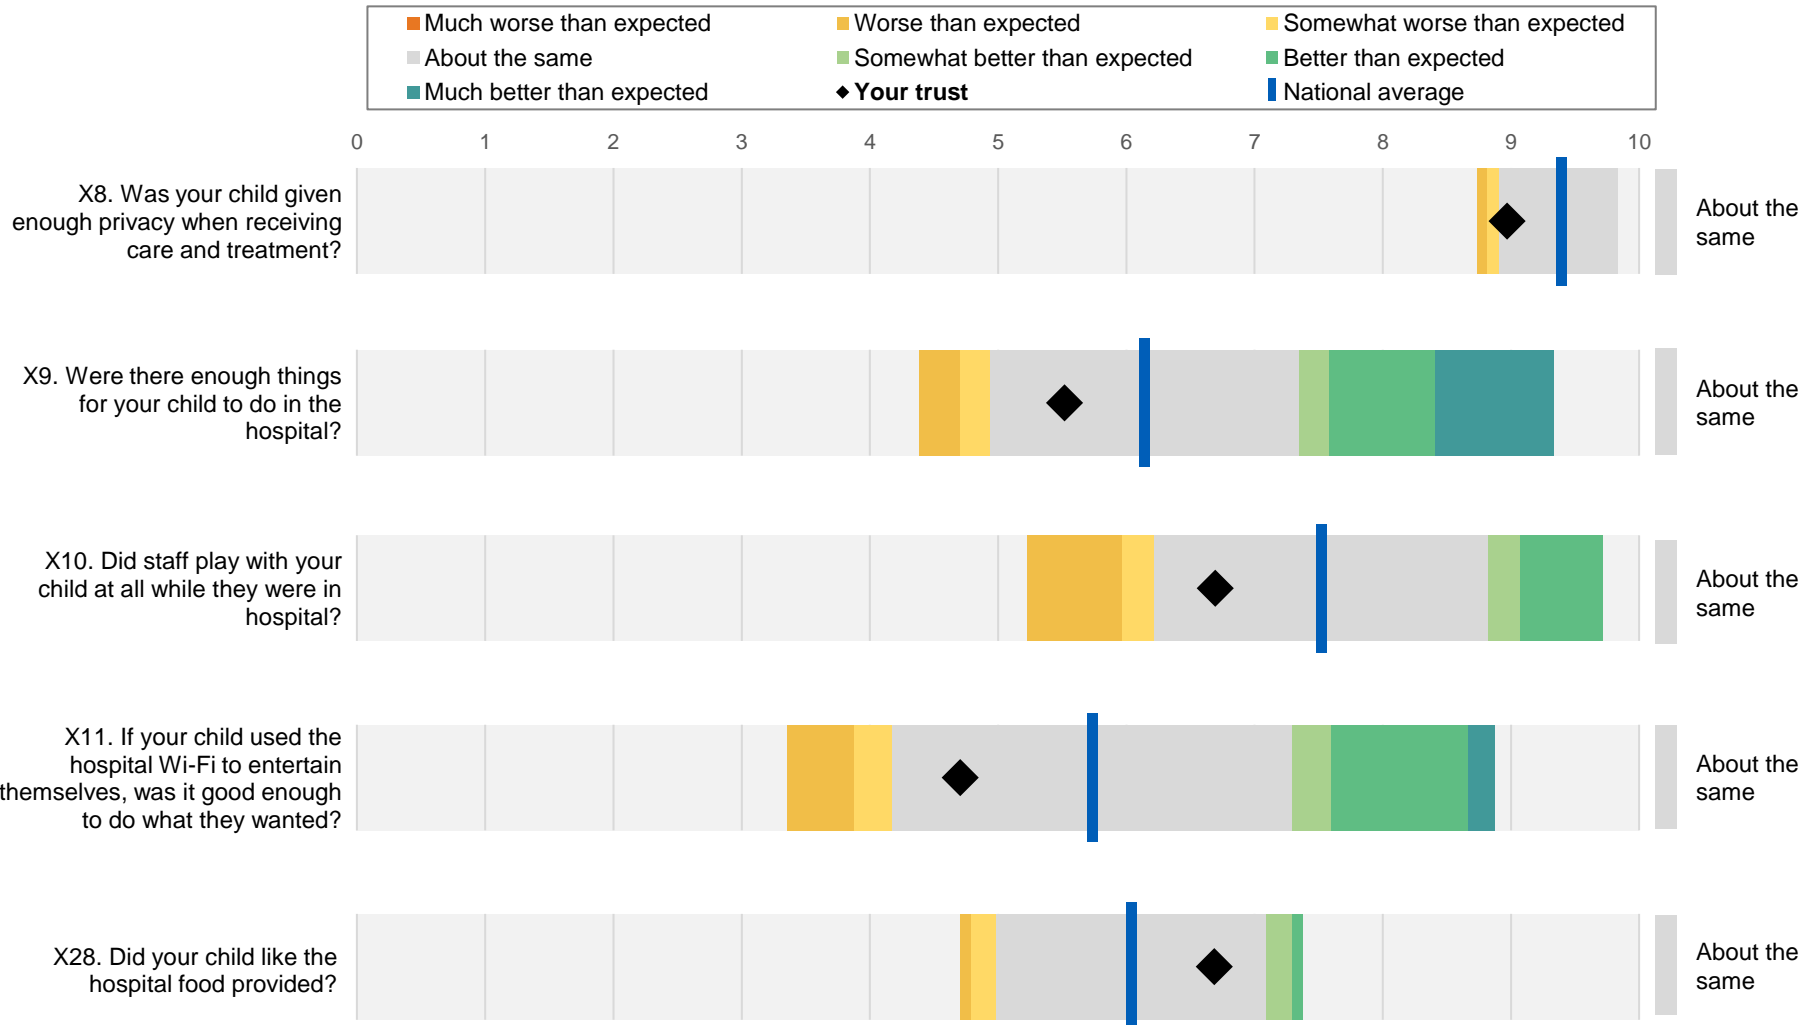 Much worse than expected
Worse than expected
Somewhat worse than expected
About the same
Somewhat better than expected
Better than expected
Much better than expected
Your trust
National average
0 1 2 3 4 5 6 7 8 9 10
X8. Was your child given
enough privacy when receiving
care and treatment?
About the
same
X9. Were there enough things
for your child to do in the
hospital?
About the
same
X10. Did staff play with your
child at all while they were in
hospital?
About the
same
X11. If your child used the
hospital Wi-Fi to entertain
themselves, was it good enough
to do what they wanted?
About the
same
X28. Did your child like the
hospital food provided?
About the
same